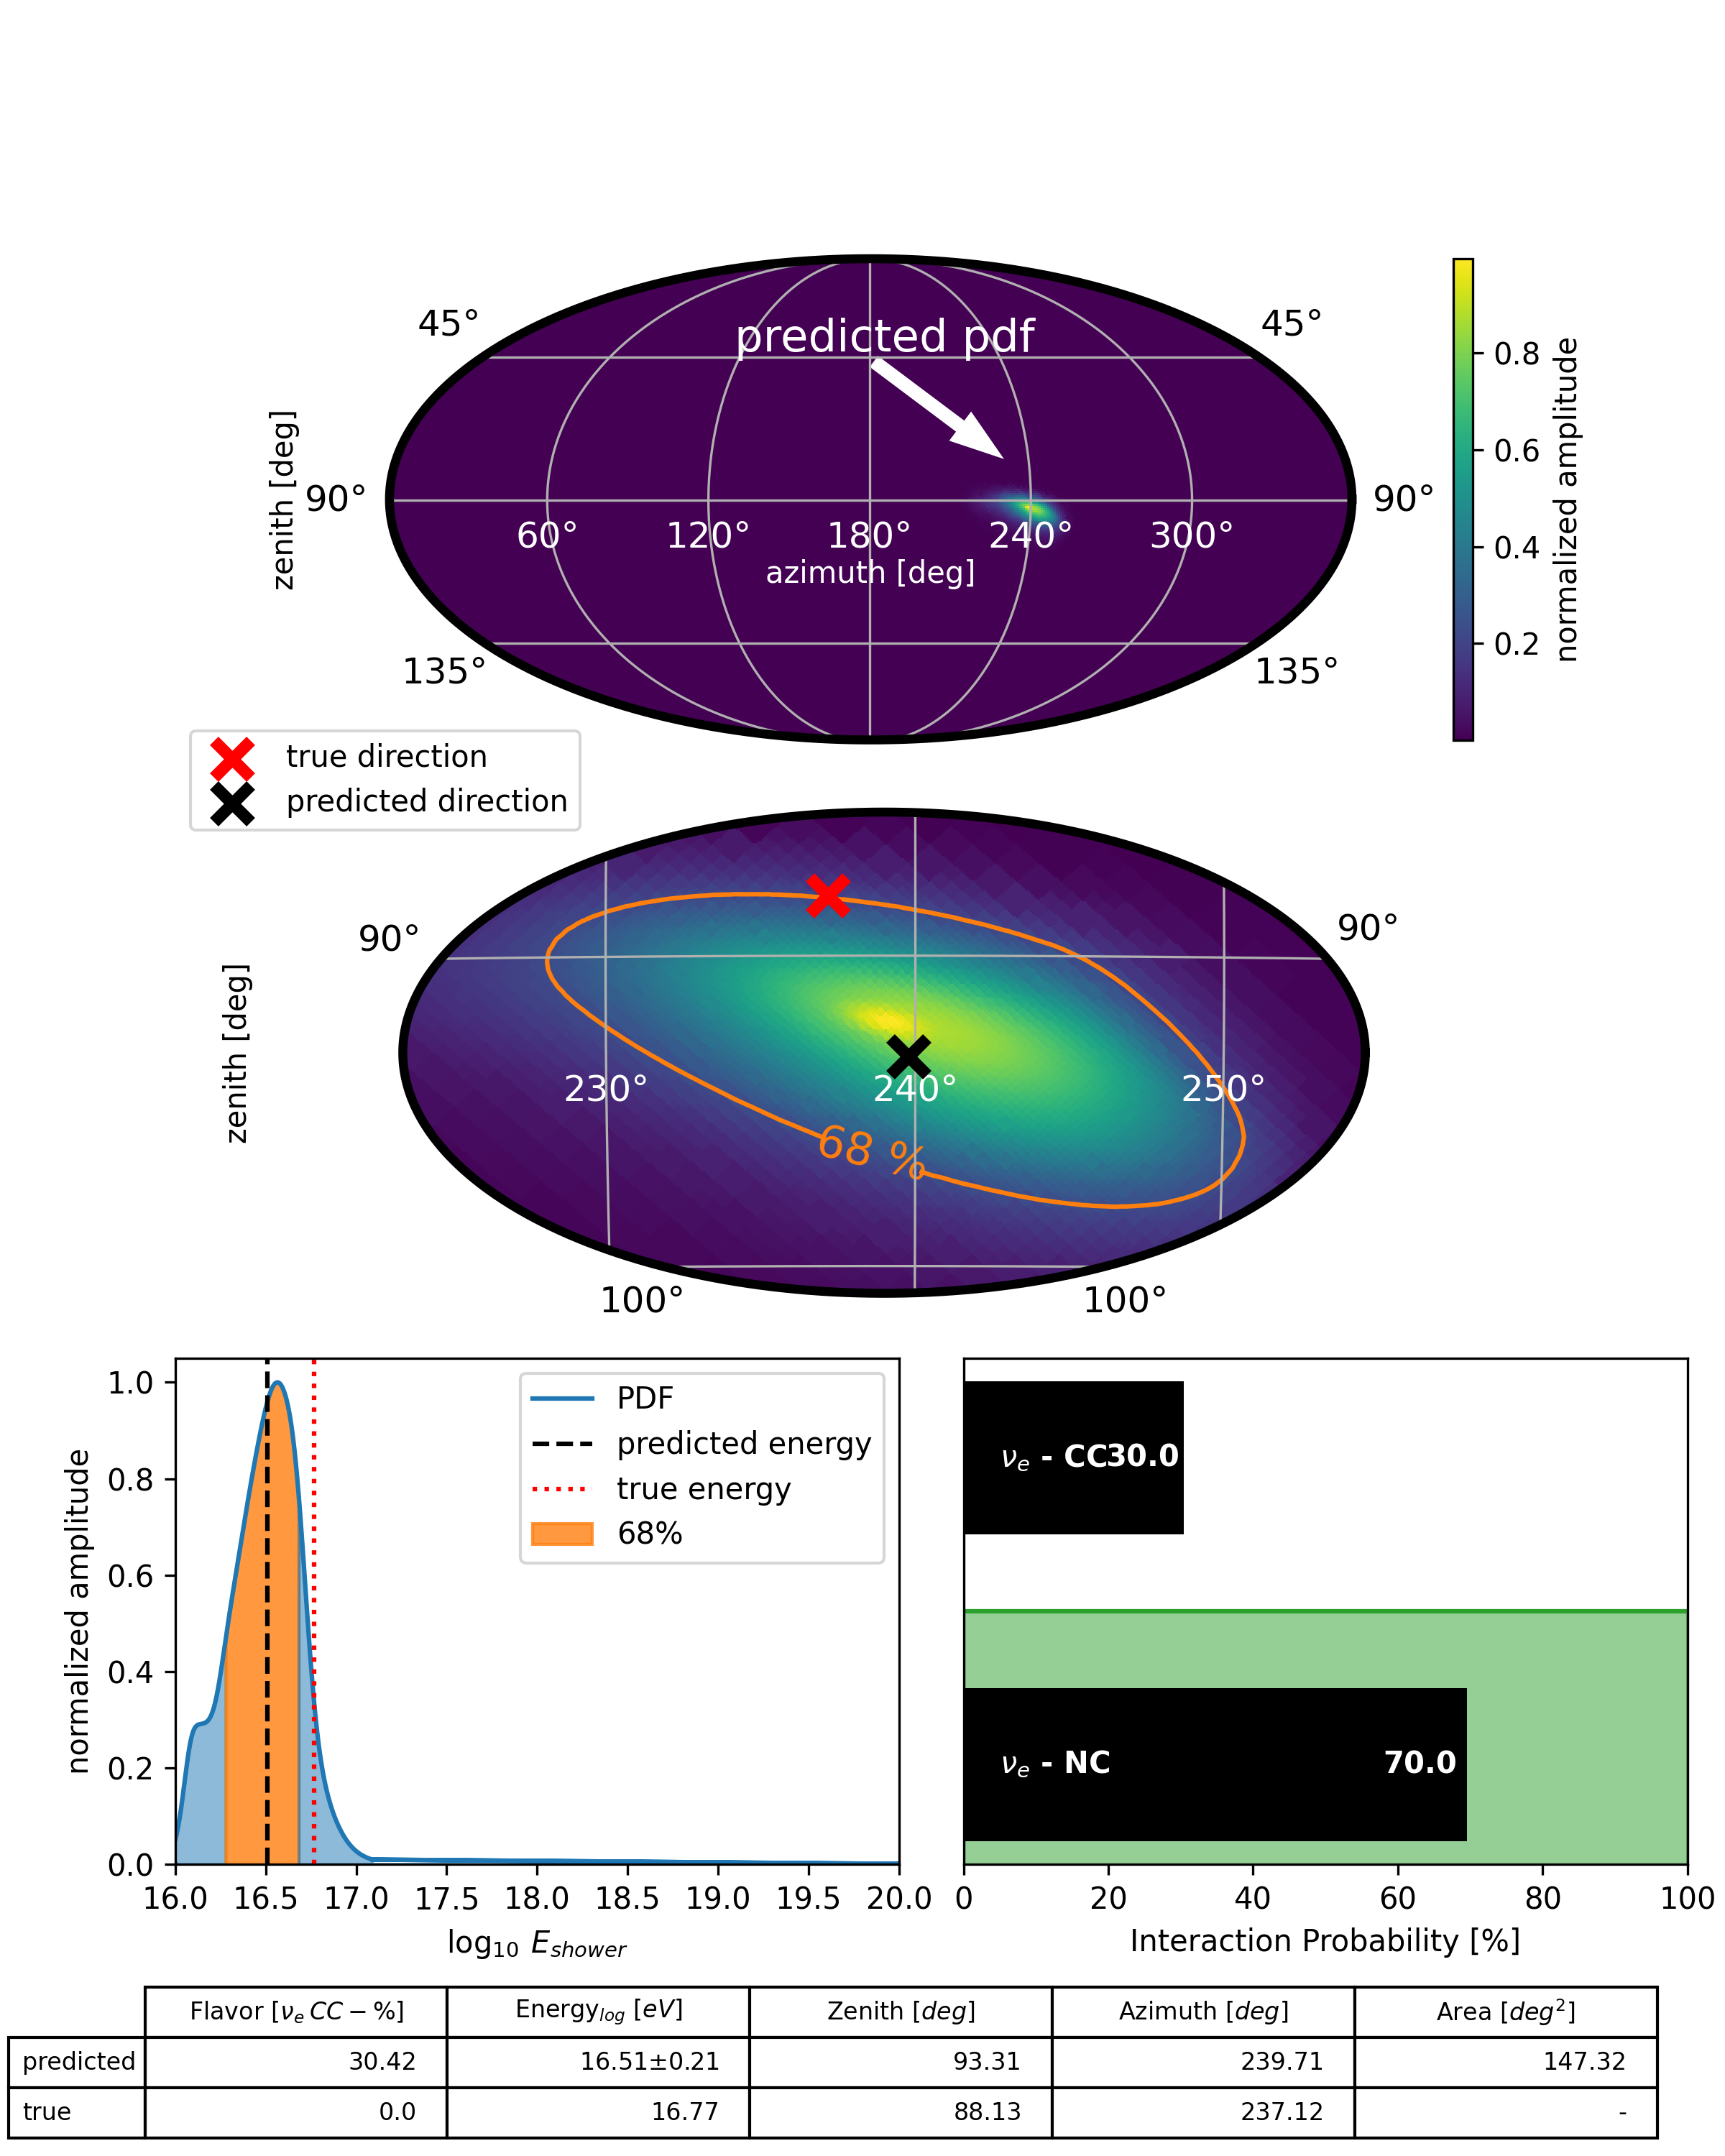 predicted pdf
45° 45°
zenith [deg]
90° 90°
60° 120° 180° 240° 300°
azimuth [deg]
135° 135°
0.8
0.6
0.4
0.2
normalized amplitude
true direction
predicted direction
90° 90°
zenith [deg]
230° 240° 250°
68 %
100° 100°
normalized amplitude
1.0
0.8
0.6
0.4
0.2
0.0
16.0 16.5 17.0 17.5 18.0 18.5 19.0 19.5 20.0
log₁₀ E_shower
PDF
predicted energy
true energy
68%
νₑ - CC 30.0
νₑ - NC 70.0
0 20 40 60 80 100
Interaction Probability [%]
Flavor [νₑ CC − %] Energy_log [eV] Zenith [deg] Azimuth [deg] Area [deg²]
predicted 30.42 16.51±0.21 93.31 239.71 147.32
true 0.0 16.77 88.13 237.12 -